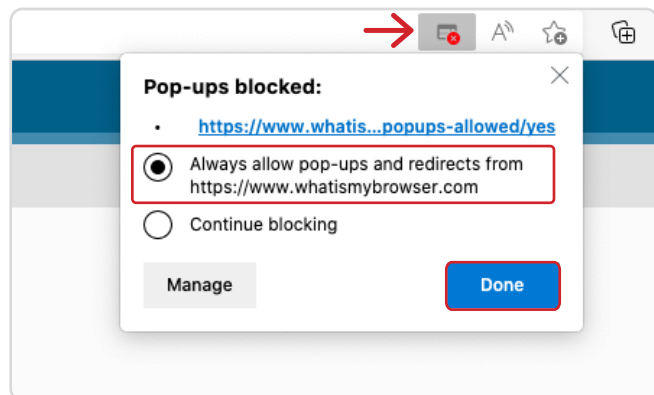 A
Pop-ups blocked:
• https://www.whatis...popups-allowed/yes
Always allow pop-ups and redirects from
https://www.whatismybrowser.com
Continue blocking
Manage
Done